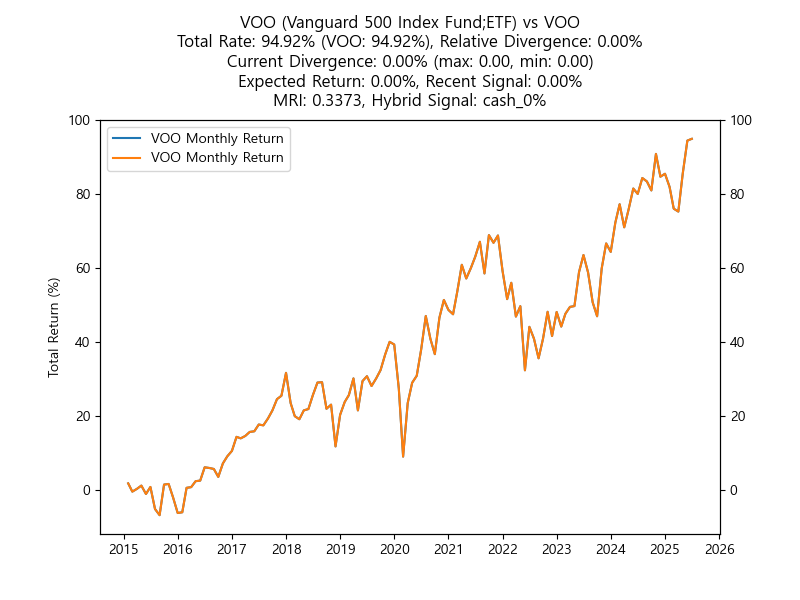 VOO (Vanguard 500 Index Fund;ETF) vs VOO
Total Rate: 94.92% (VOO: 94.92%), Relative Divergence: 0.00%
Current Divergence: 0.00% (max: 0.00, min: 0.00)
Expected Return: 0.00%, Recent Signal: 0.00%
MRI: 0.3373, Hybrid Signal: cash_0%
VOO Monthly Return
VOO Monthly Return
Total Return (%)
100
80
60
40
20
0
100
80
60
40
20
0
2015 2016 2017 2018 2019 2020 2021 2022 2023 2024 2025 2026